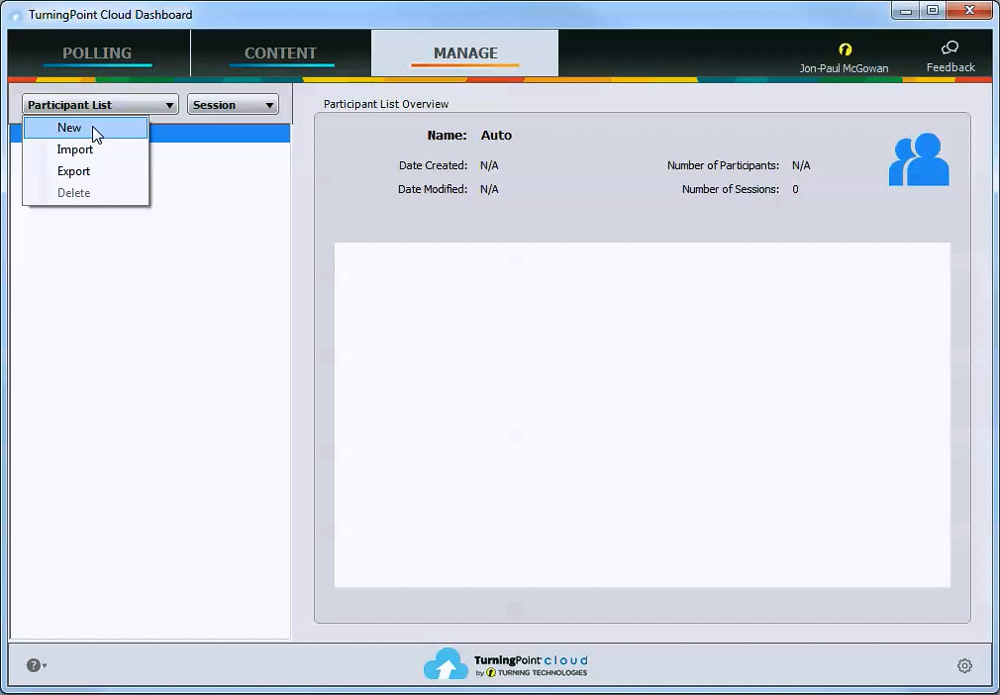 TurningPoint Cloud Dashboard
POLLING
CONTENT
MANAGE
Jon-Paul McGowan
Feedback
Participant List
Session
New
Import
Export
Delete
Participant List Overview
Name: Auto
Date Created: N/A
Number of Participants: N/A
Date Modified: N/A
Number of Sessions: 0
?
TurningPoint cloud
by TURNING TECHNOLOGIES